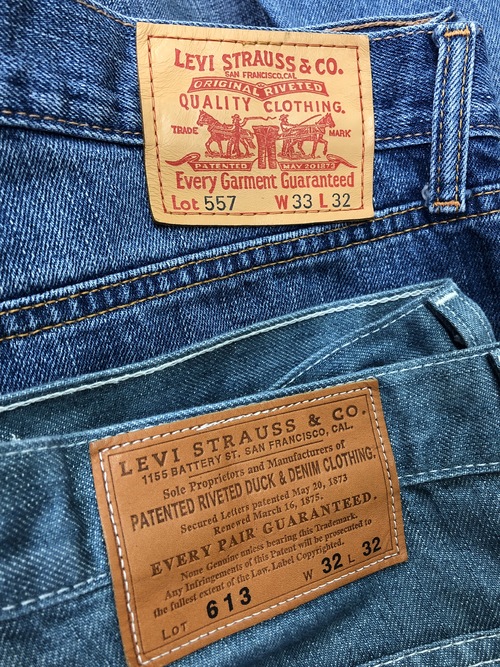 LEVI STRAUSS & CO.
SAN FRANCISCO, CAL.
ORIGINAL RIVETED
QUALITY CLOTHING.
TRADE MARK
PATENTED MAY 20 1873
Every Garment Guaranteed
Lot 557 W 33 L 32
LEVI STRAUSS & CO.
1155 BATTERY ST. SAN FRANCISCO, CAL.
Sole Proprietors and Manufacturers of
PATENTED RIVETED DUCK & DENIM CLOTHING.
Secured Letters patented May 20, 1873
Renewed March 16, 1875.
EVERY PAIR GUARANTEED.
None Genuine unless bearing this Trademark.
Any Infringements of this Patent will be prosecuted to
the fullest extent of the Law. Label Copyrighted.
LOT 613 W 32 L 32